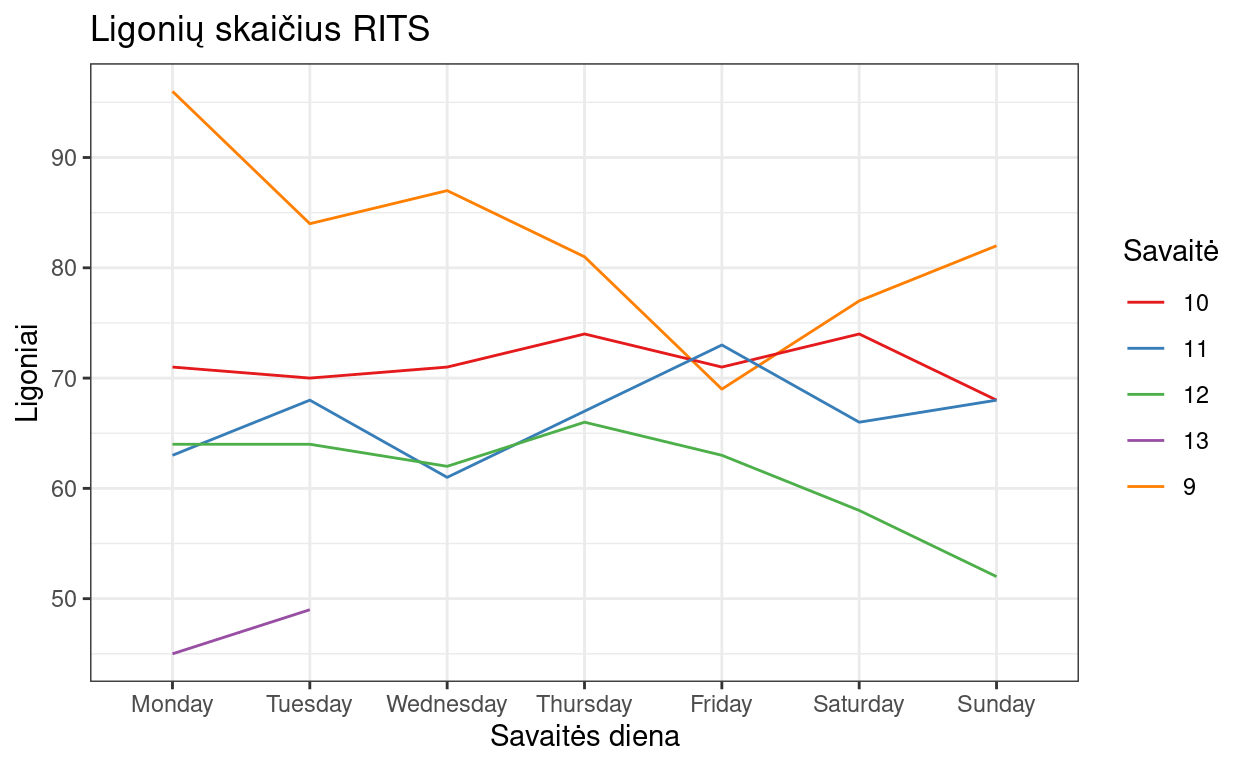 Ligonių skaičius RITS
Ligoniai
90
80
70
60
50
Monday Tuesday Wednesday Thursday Friday Saturday Sunday
Savaitės diena
Savaitė
10
11
12
13
9